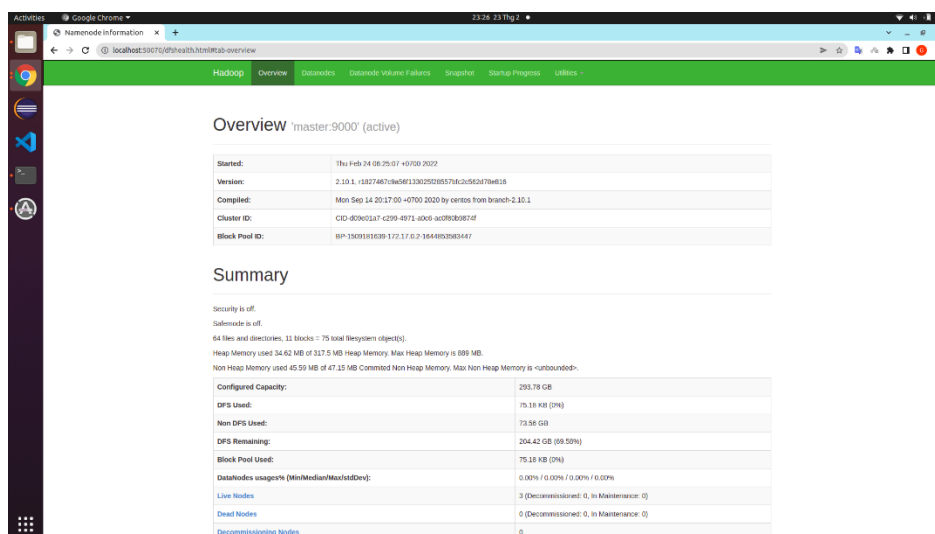 Activities Google Chrome 23:26 23 Thg 2
Namenode information
localhost:50070/dfshealth.html#tab-overview
Hadoop Overview Datanodes Datanode Volume Failures Snapshot Startup Progress Utilities
Overview 'master:9000' (active)
Started: Thu Feb 24 06:25:07 +0700 2022
Version: 2.10.1, r1827467c9a56f133025f28557bfc2c562d78e816
Compiled: Mon Sep 14 20:17:00 +0700 2020 by centos from branch-2.10.1
Cluster ID: CID-d09e01a7-c299-4971-a0c6-ac0f80b9874f
Block Pool ID: BP-1509181639-172.17.0.2-1644853583447
Summary
Security is off.
Safemode is off.
64 files and directories, 11 blocks = 75 total filesystem object(s).
Heap Memory used 34.62 MB of 317.5 MB Heap Memory. Max Heap Memory is 889 MB.
Non Heap Memory used 45.59 MB of 47.15 MB Commited Non Heap Memory. Max Non Heap Memory is <unbounded>.
Configured Capacity: 293.78 GB
DFS Used: 75.18 KB (0%)
Non DFS Used: 73.56 GB
DFS Remaining: 204.42 GB (69.58%)
Block Pool Used: 75.18 KB (0%)
DataNodes usages% (Min/Median/Max/stdDev): 0.00% / 0.00% / 0.00% / 0.00%
Live Nodes 3 (Decommissioned: 0, In Maintenance: 0)
Dead Nodes 0 (Decommissioned: 0, In Maintenance: 0)
Decommissioning Nodes 0